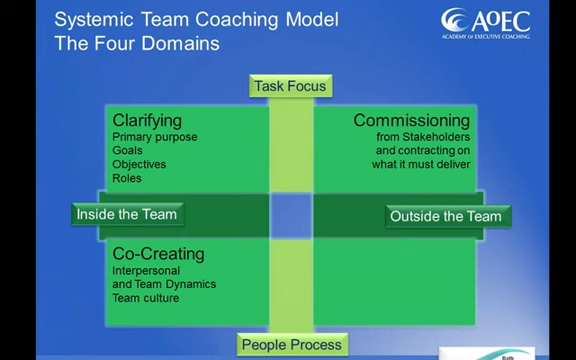 Systemic Team Coaching Model
The Four Domains
AOEC
ACADEMY OF EXECUTIVE COACHING
Task Focus
Clarifying
Primary purpose
Goals
Objectives
Roles
Commissioning
from Stakeholders
and contracting on
what it must deliver
Inside the Team
Outside the Team
Co-Creating
Interpersonal
and Team Dynamics
Team culture
People Process
Bath